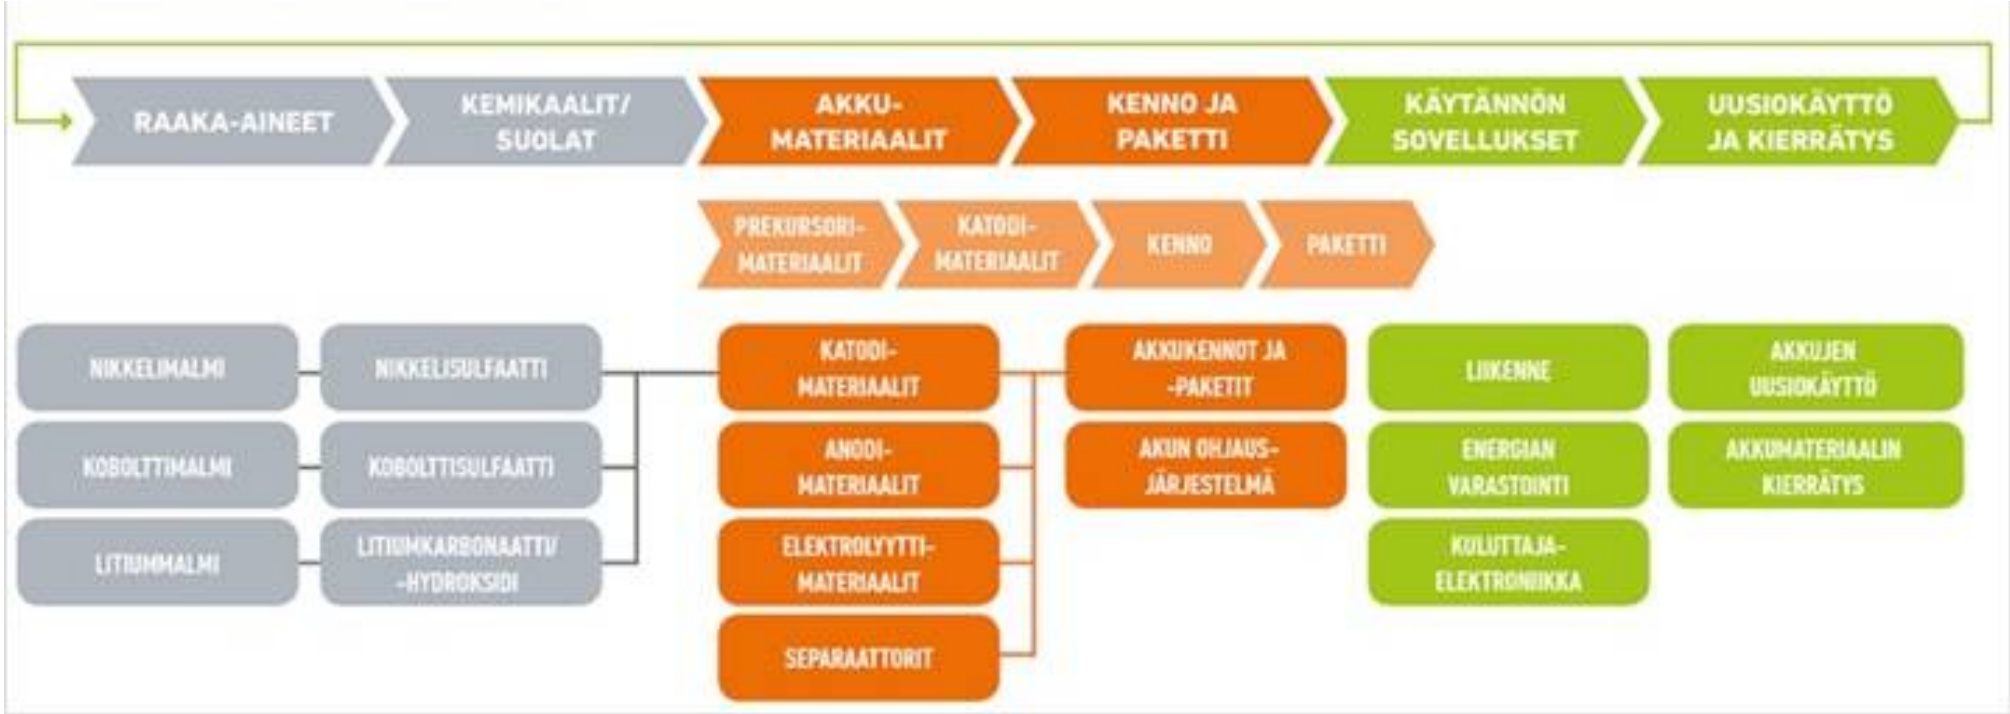 RAAKA-AINEET
KEMIKAALIT/
SUOLAT
AKKU-
MATERIAALIT
KENNO JA
PAKETTI
KÄYTÄNNÖN
SOVELLUKSET
UUSIOKÄYTTÖ
JA KIERRÄTYS
PREKURSORI-
MATERIAALIT
KATODI-
MATERIAALIT
KENNO
PAKETTI
NIKKELIMALMI
NIKKELISULFAATTI
KATODI-
MATERIAALIT
AKKUKENNOT JA
-PAKETIT
LIIKENNE
AKKUJEN
UUSIOKÄYTTÖ
KOBOLTTIMALMI
KOBOLTTISULFAATTI
ANODI-
MATERIAALIT
AKUN OHJAUS-
JÄRJESTELMÄ
ENERGIAN
VARASTOINTI
AKKUMATERIAALIN
KIERRÄTYS
LITIUMMALMI
LITIUMKARBONAATTI/
-HYDROKSIDI
ELEKTROLYYTTI-
MATERIAALIT
KULUTTAJA-
ELEKTRONIIKKA
SEPARAATTORIT